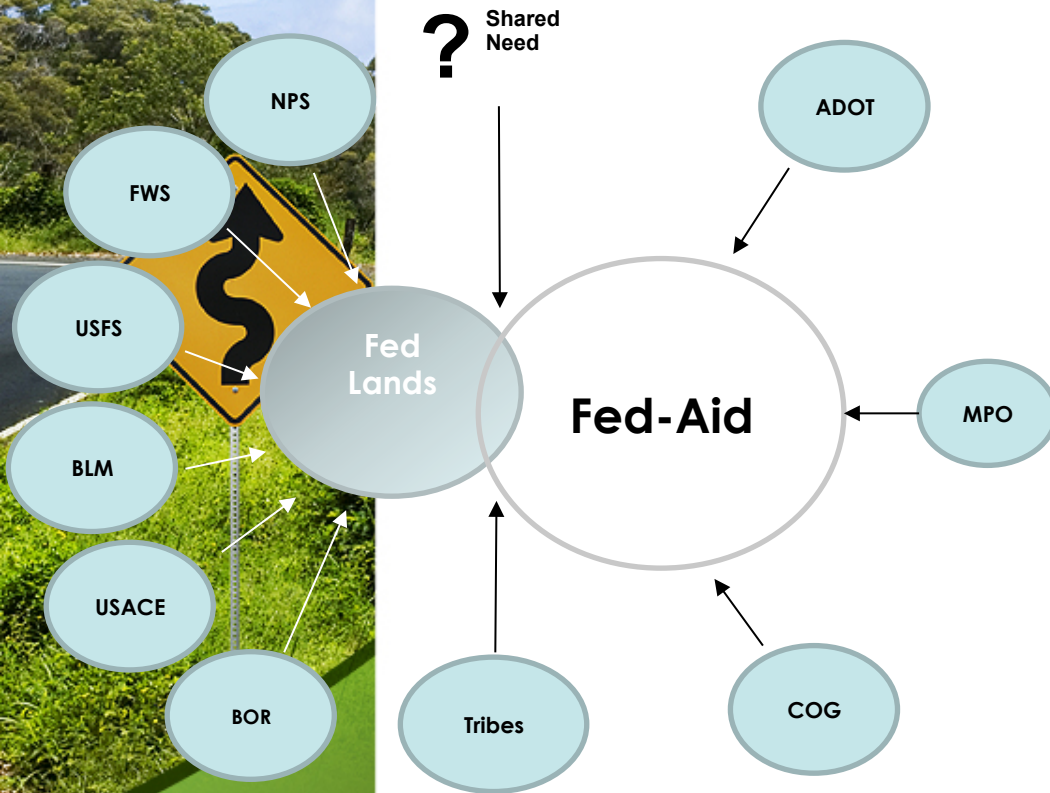 ?
Shared
Need
NPS
ADOT
FWS
USFS
Fed
Lands
Fed-Aid
MPO
BLM
USACE
BOR
Tribes
COG